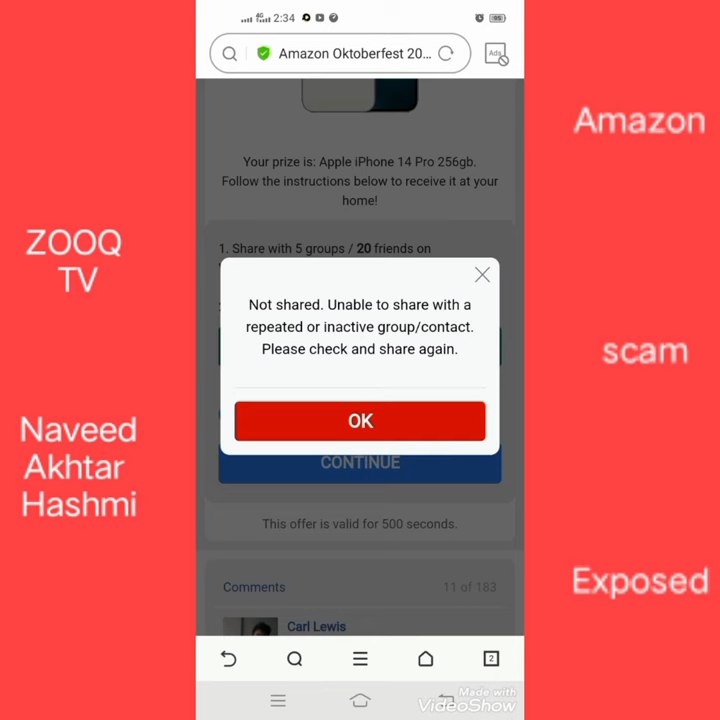 2:34
Amazon Oktoberfest 20...
Ads
Your prize is: Apple iPhone 14 Pro 256gb.
Follow the instructions below to receive it at your
home!
1. Share with 5 groups / 20 friends on
Not shared. Unable to share with a
repeated or inactive group/contact.
Please check and share again.
OK
CONTINUE
This offer is valid for 500 seconds.
Comments
11 of 183
Carl Lewis
2
ZOOQ
TV
Naveed
Akhtar
Hashmi
Amazon
scam
Exposed
Made with
VideoShow